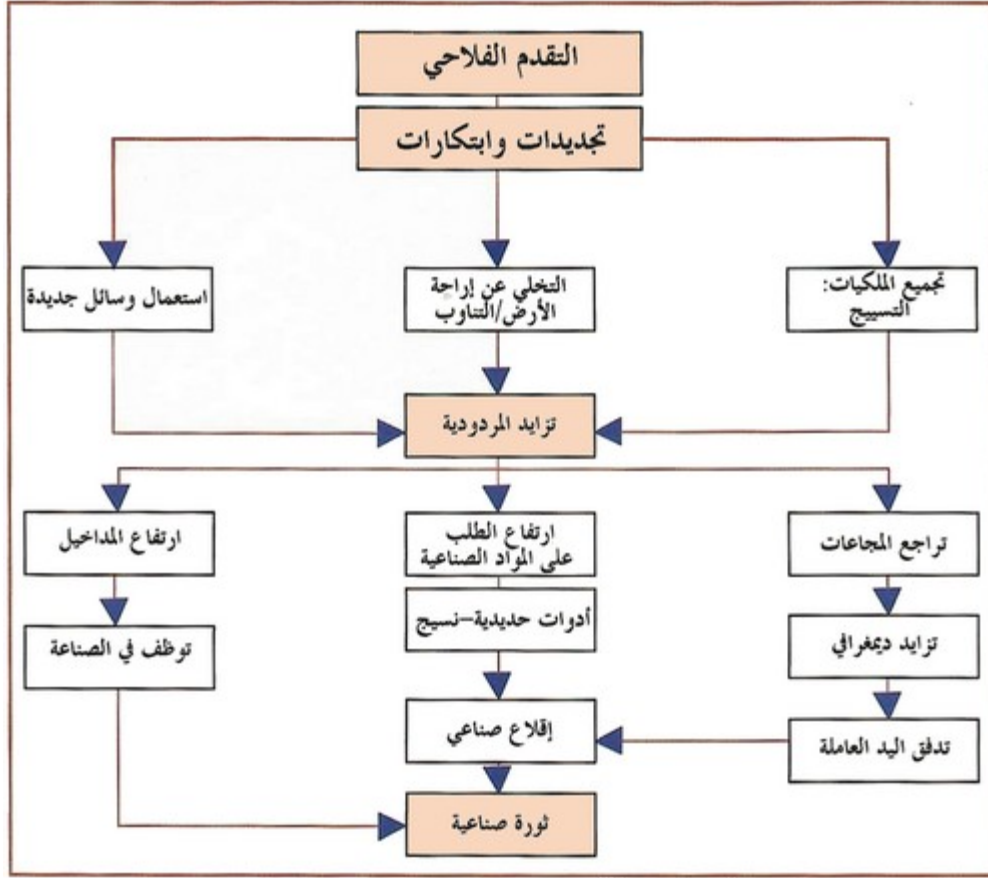 التقدم الفلاحي
تجديدات وابتكارات
تجميع الملكيات:
التسييج
التخلي عن إراحة
الأرض/التناوب
استعمال وسائل جديدة
تزايد المردودية
تراجع المجاعات
ارتفاع الطلب
على المواد الصناعية
ارتفاع المداخيل
أدوات حديدية–نسيج
تزايد ديمغرافي
توظف في الصناعة
إقلاع صناعي
تدفق اليد العاملة
ثورة صناعية